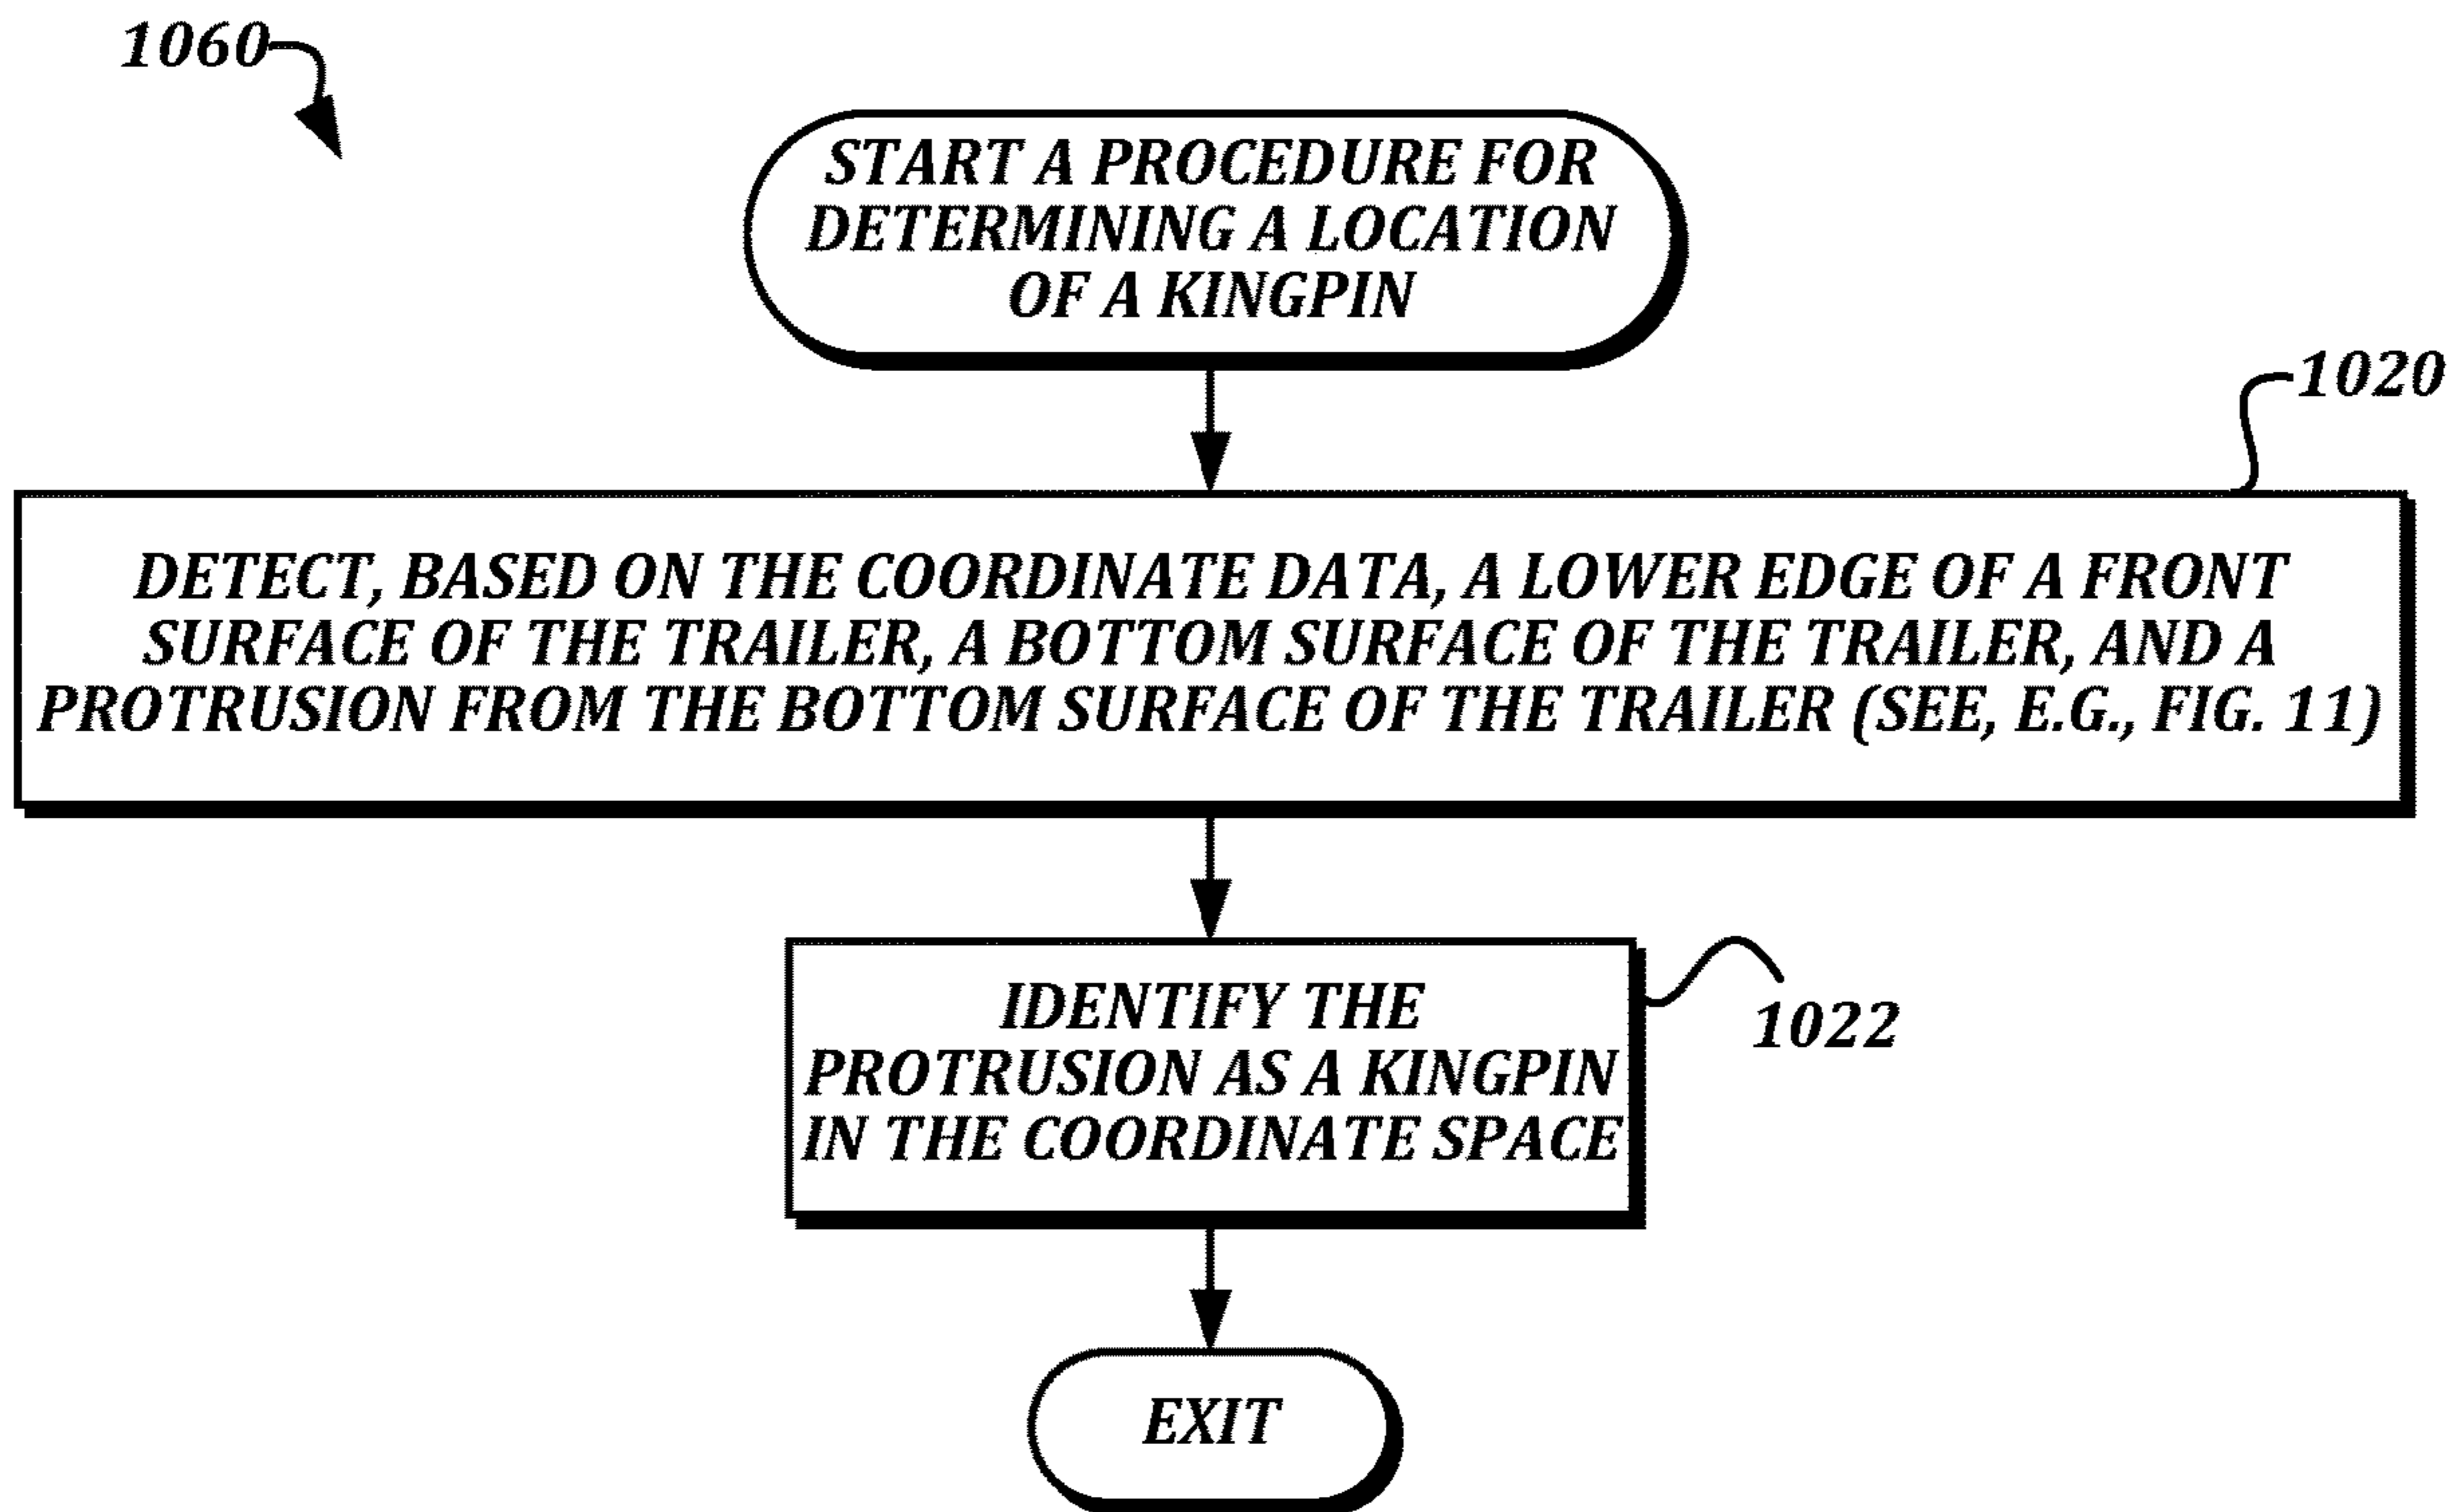 1060
START A PROCEDURE FOR
DETERMINING A LOCATION
OF A KINGPIN
1020
DETECT, BASED ON THE COORDINATE DATA, A LOWER EDGE OF A FRONT
SURFACE OF THE TRAILER, A BOTTOM SURFACE OF THE TRAILER, AND A
PROTRUSION FROM THE BOTTOM SURFACE OF THE TRAILER (SEE, E.G., FIG. 11)
IDENTIFY THE
PROTRUSION AS A KINGPIN
IN THE COORDINATE SPACE
1022
EXIT